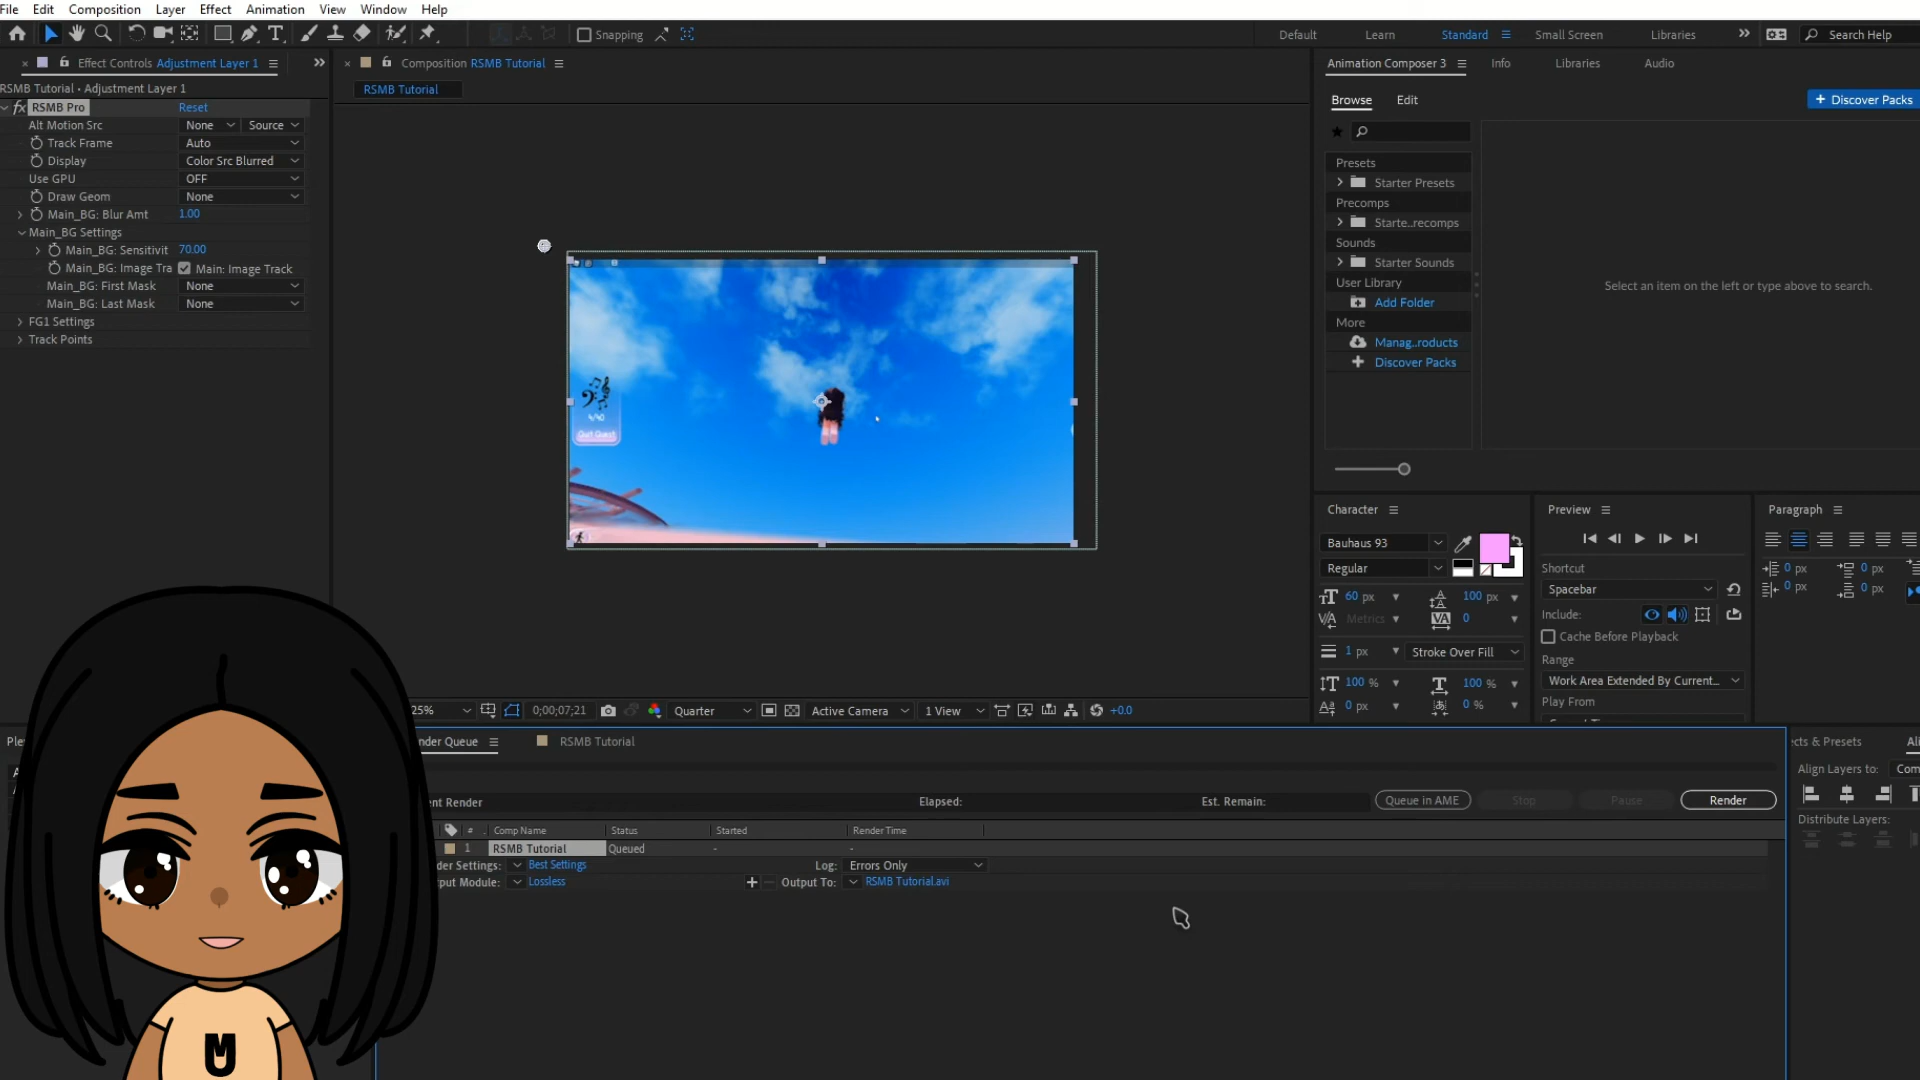 File Edit Composition Layer Effect Animation View Window Help
Snapping Default Learn Standard Small Screen Libraries Search Help
Effect Controls Adjustment Layer 1
Composition RSMB Tutorial
Animation Composer 3 Info Libraries Audio
RSMB Tutorial • Adjustment Layer 1
RSMB Tutorial
Browse Edit + Discover Packs
fx RSMB Pro Reset
Alt Motion Src None Source
Track Frame Auto
Display Color Src Blurred
Use GPU OFF
Draw Geom None
Main_BG: Blur Amt 1.00
Main_BG Settings
Main_BG: Sensitivit 70.00
Main_BG: Image Tra Main: Image Track
Main_BG: First Mask None
Main_BG: Last Mask None
FG1 Settings
Track Points
4/40
Quit Quest
Presets
Starter Presets
Precomps
Starte..recomps
Sounds
Starter Sounds
User Library
Add Folder
More
Manag..roducts
Discover Packs
Select an item on the left or type above to search.
Character Preview Paragraph
Bauhaus 93
Regular
60 px 100 px
Metrics 0
1 px Stroke Over Fill
100 % 100 %
0 px 0 %
Shortcut
Spacebar
Include:
Cache Before Playback
Range
Work Area Extended By Current...
Play From
0 px 0 px
0 px 0 px
25% 0;00;07;21 Quarter Active Camera 1 View +0.0
nder Queue RSMB Tutorial
ent Render Elapsed: Est. Remain: Queue in AME Stop Pause Render
# Comp Name Status Started Render Time
1 RSMB Tutorial Queued - -
der Settings: Best Settings Log: Errors Only
tput Module: Lossless + Output To: RSMB Tutorial.avi
cts & Presets Ali
Align Layers to: Com
Distribute Layers:
U